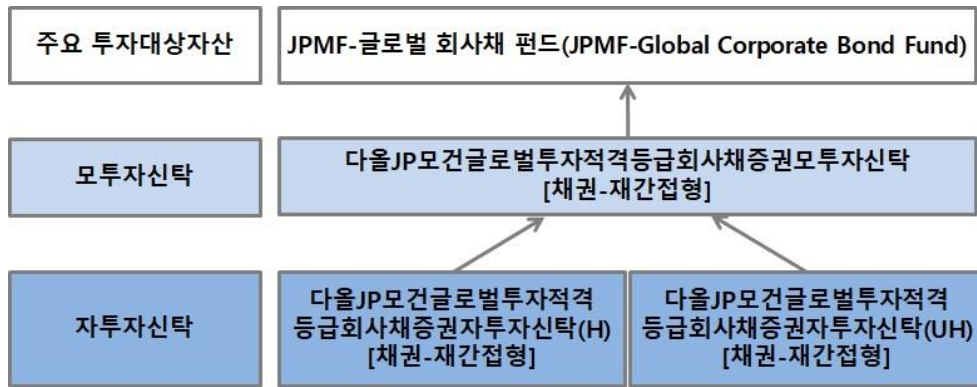 주요 투자대상자산
JPMF-글로벌 회사채 펀드(JPMF-Global Corporate Bond Fund)
모투자신탁
다올JP모건글로벌투자적격등급회사채증권모투자신탁
[채권-재간접형]
자투자신탁
다올JP모건글로벌투자적격
등급회사채증권자투자신탁(H)
[채권-재간접형]
다올JP모건글로벌투자적격
등급회사채증권자투자신탁(UH)
[채권-재간접형]